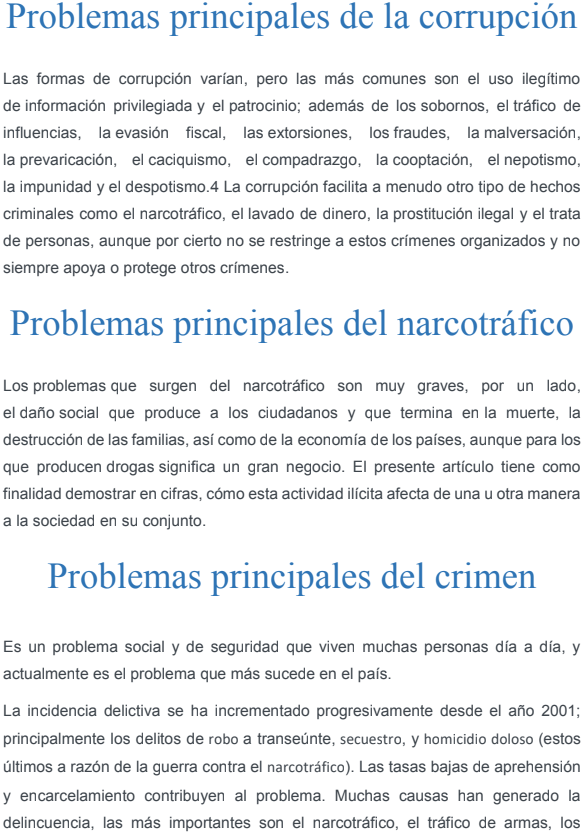 Problemas principales de la corrupción
Las formas de corrupción varían, pero las más comunes son el uso ilegítimo
de información privilegiada y el patrocinio; además de los sobornos, el tráfico de
influencias, la evasión fiscal, las extorsiones, los fraudes, la malversación,
la prevaricación, el caciquismo, el compadrazgo, la cooptación, el nepotismo,
la impunidad y el despotismo.4 La corrupción facilita a menudo otro tipo de hechos
criminales como el narcotráfico, el lavado de dinero, la prostitución ilegal y el trata
de personas, aunque por cierto no se restringe a estos crímenes organizados y no
siempre apoya o protege otros crímenes.
Problemas principales del narcotráfico
Los problemas que surgen del narcotráfico son muy graves, por un lado,
el daño social que produce a los ciudadanos y que termina en la muerte, la
destrucción de las familias, así como de la economía de los países, aunque para los
que producen drogas significa un gran negocio. El presente artículo tiene como
finalidad demostrar en cifras, cómo esta actividad ilícita afecta de una u otra manera
a la sociedad en su conjunto.
Problemas principales del crimen
Es un problema social y de seguridad que viven muchas personas día a día, y
actualmente es el problema que más sucede en el país.
La incidencia delictiva se ha incrementado progresivamente desde el año 2001;
principalmente los delitos de robo a transeúnte, secuestro, y homicidio doloso (estos
últimos a razón de la guerra contra el narcotráfico). Las tasas bajas de aprehensión
y encarcelamiento contribuyen al problema. Muchas causas han generado la
delincuencia, las más importantes son el narcotráfico, el tráfico de armas, los